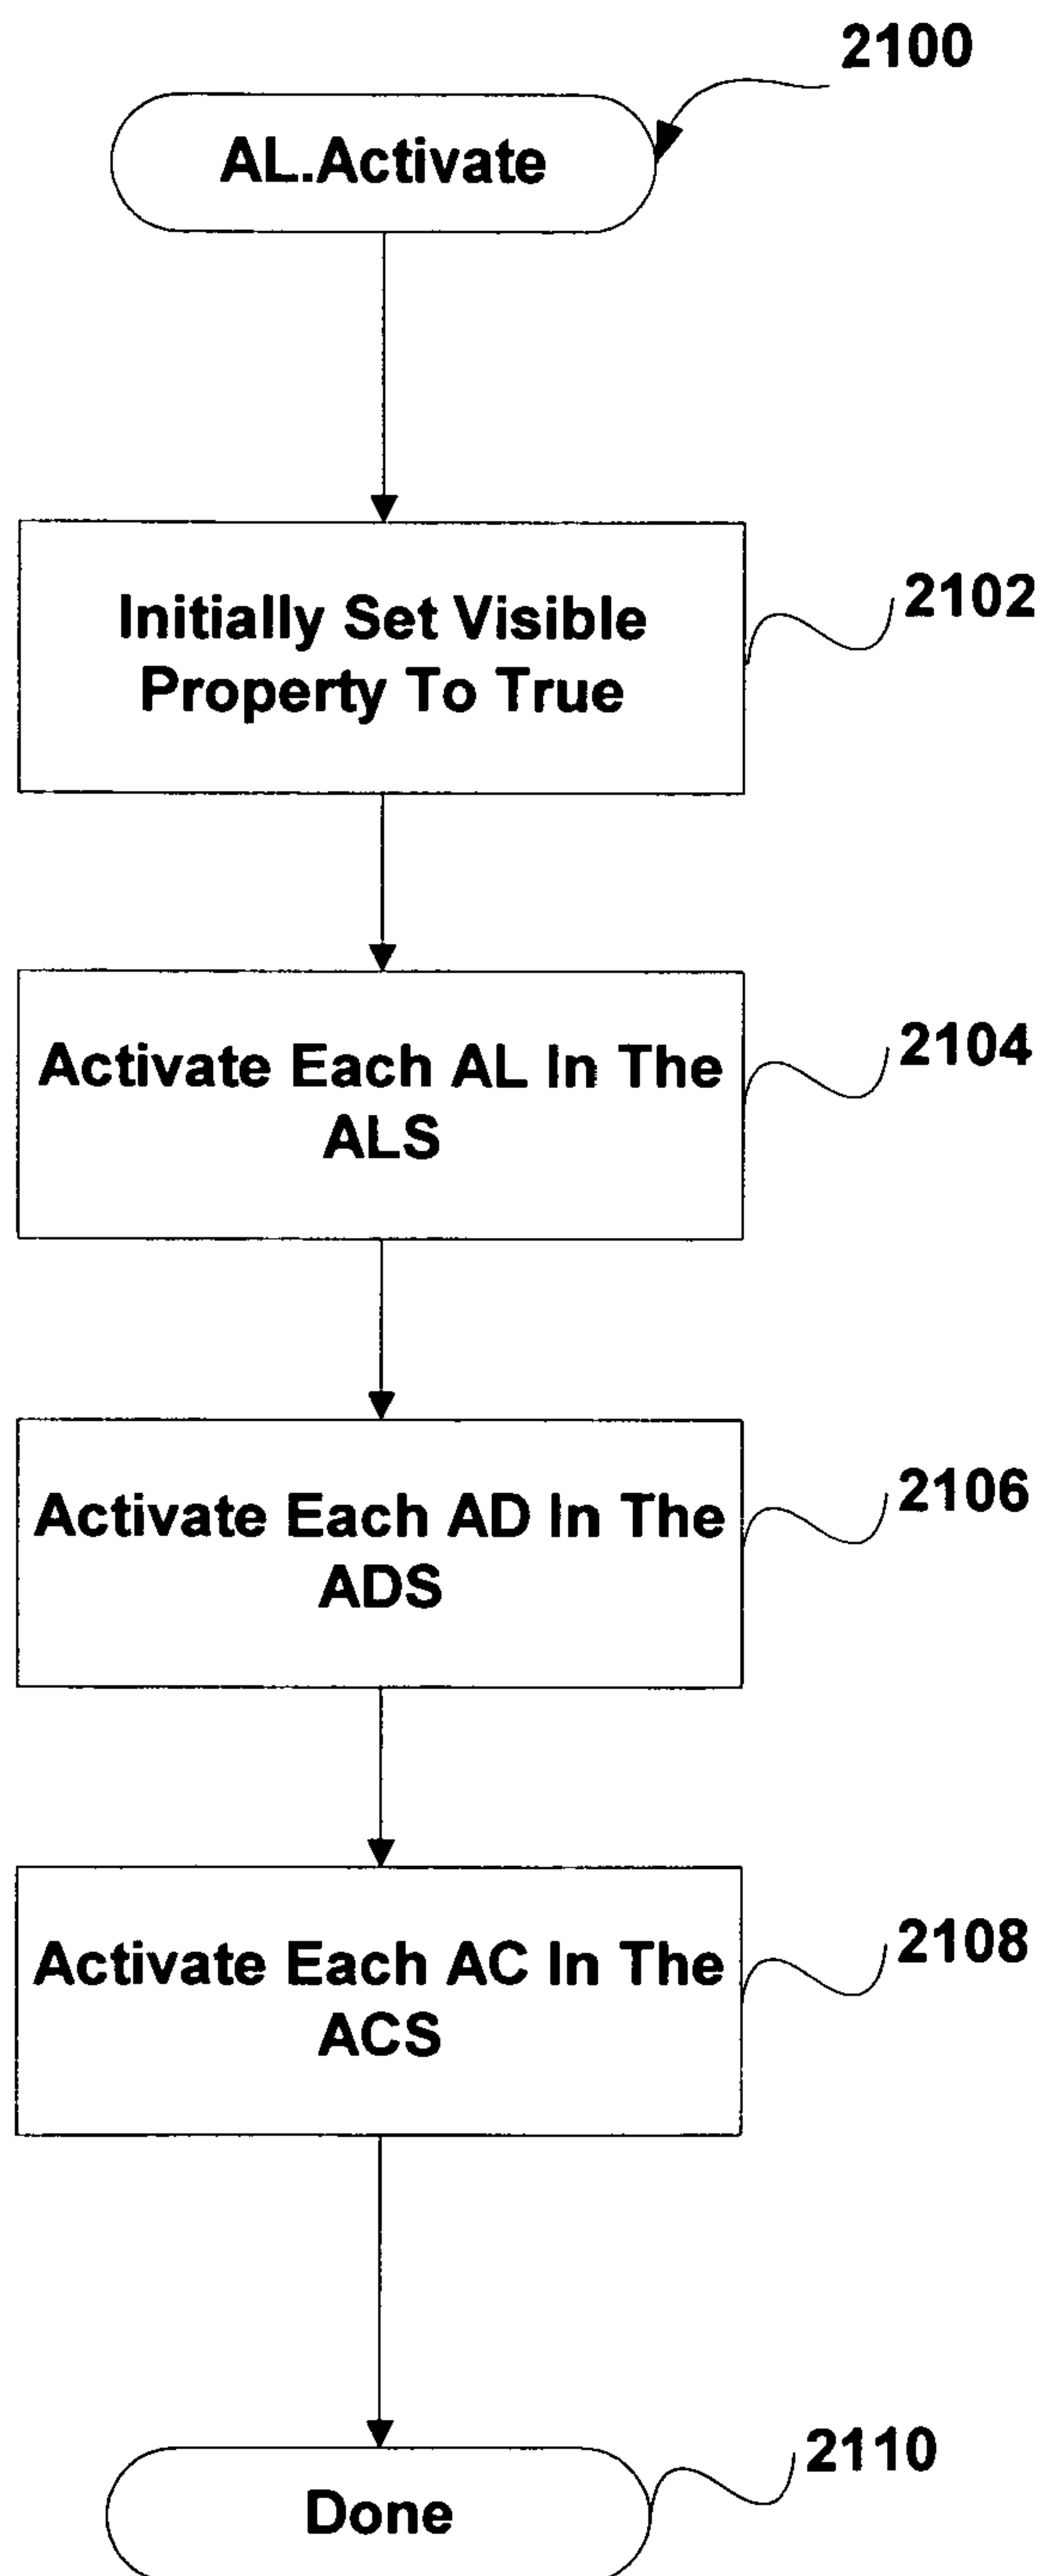 2100
AL.Activate
Initially Set Visible
Property To True
2102
Activate Each AL In The
ALS
2104
Activate Each AD In The
ADS
2106
Activate Each AC In The
ACS
2108
Done
2110